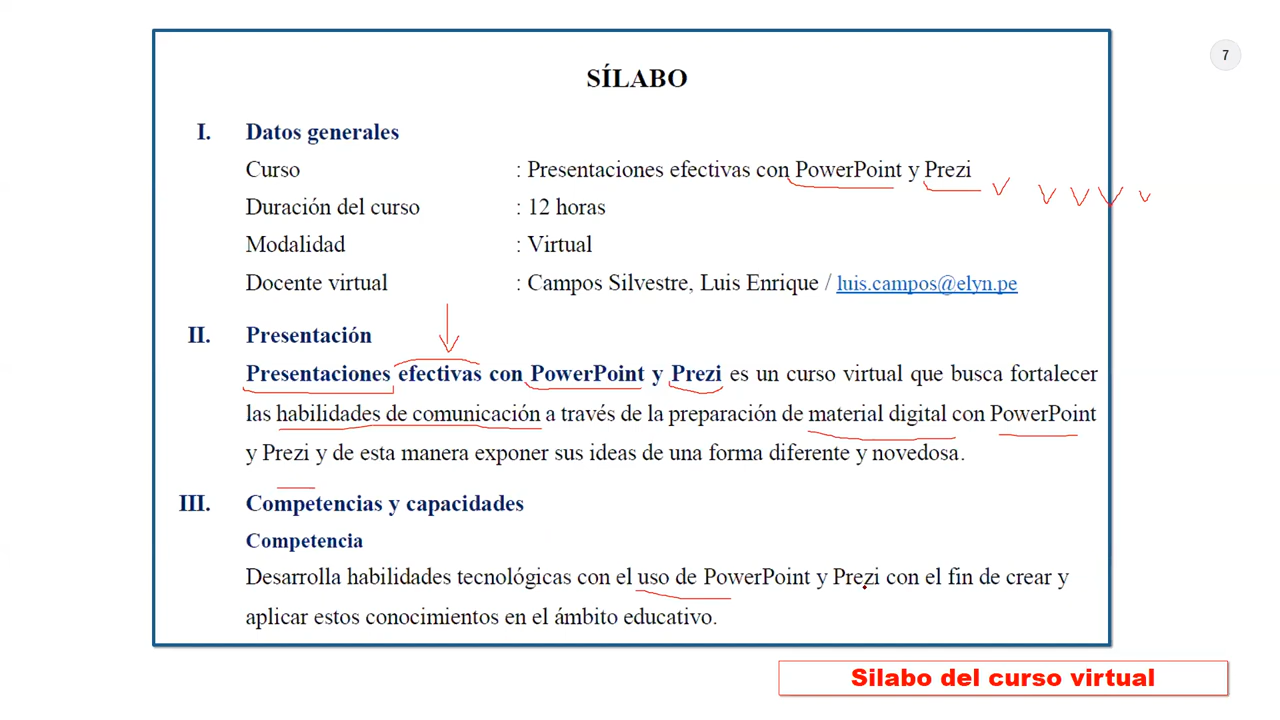 7
SÍLABO
I. Datos generales
Curso : Presentaciones efectivas con PowerPoint y Prezi
Duración del curso : 12 horas
Modalidad : Virtual
Docente virtual : Campos Silvestre, Luis Enrique / luis.campos@elyn.pe
II. Presentación
Presentaciones efectivas con PowerPoint y Prezi es un curso virtual que busca fortalecer
las habilidades de comunicación a través de la preparación de material digital con PowerPoint
y Prezi y de esta manera exponer sus ideas de una forma diferente y novedosa.
III. Competencias y capacidades
Competencia
Desarrolla habilidades tecnológicas con el uso de PowerPoint y Prezi con el fin de crear y
aplicar estos conocimientos en el ámbito educativo.
Silabo del curso virtual